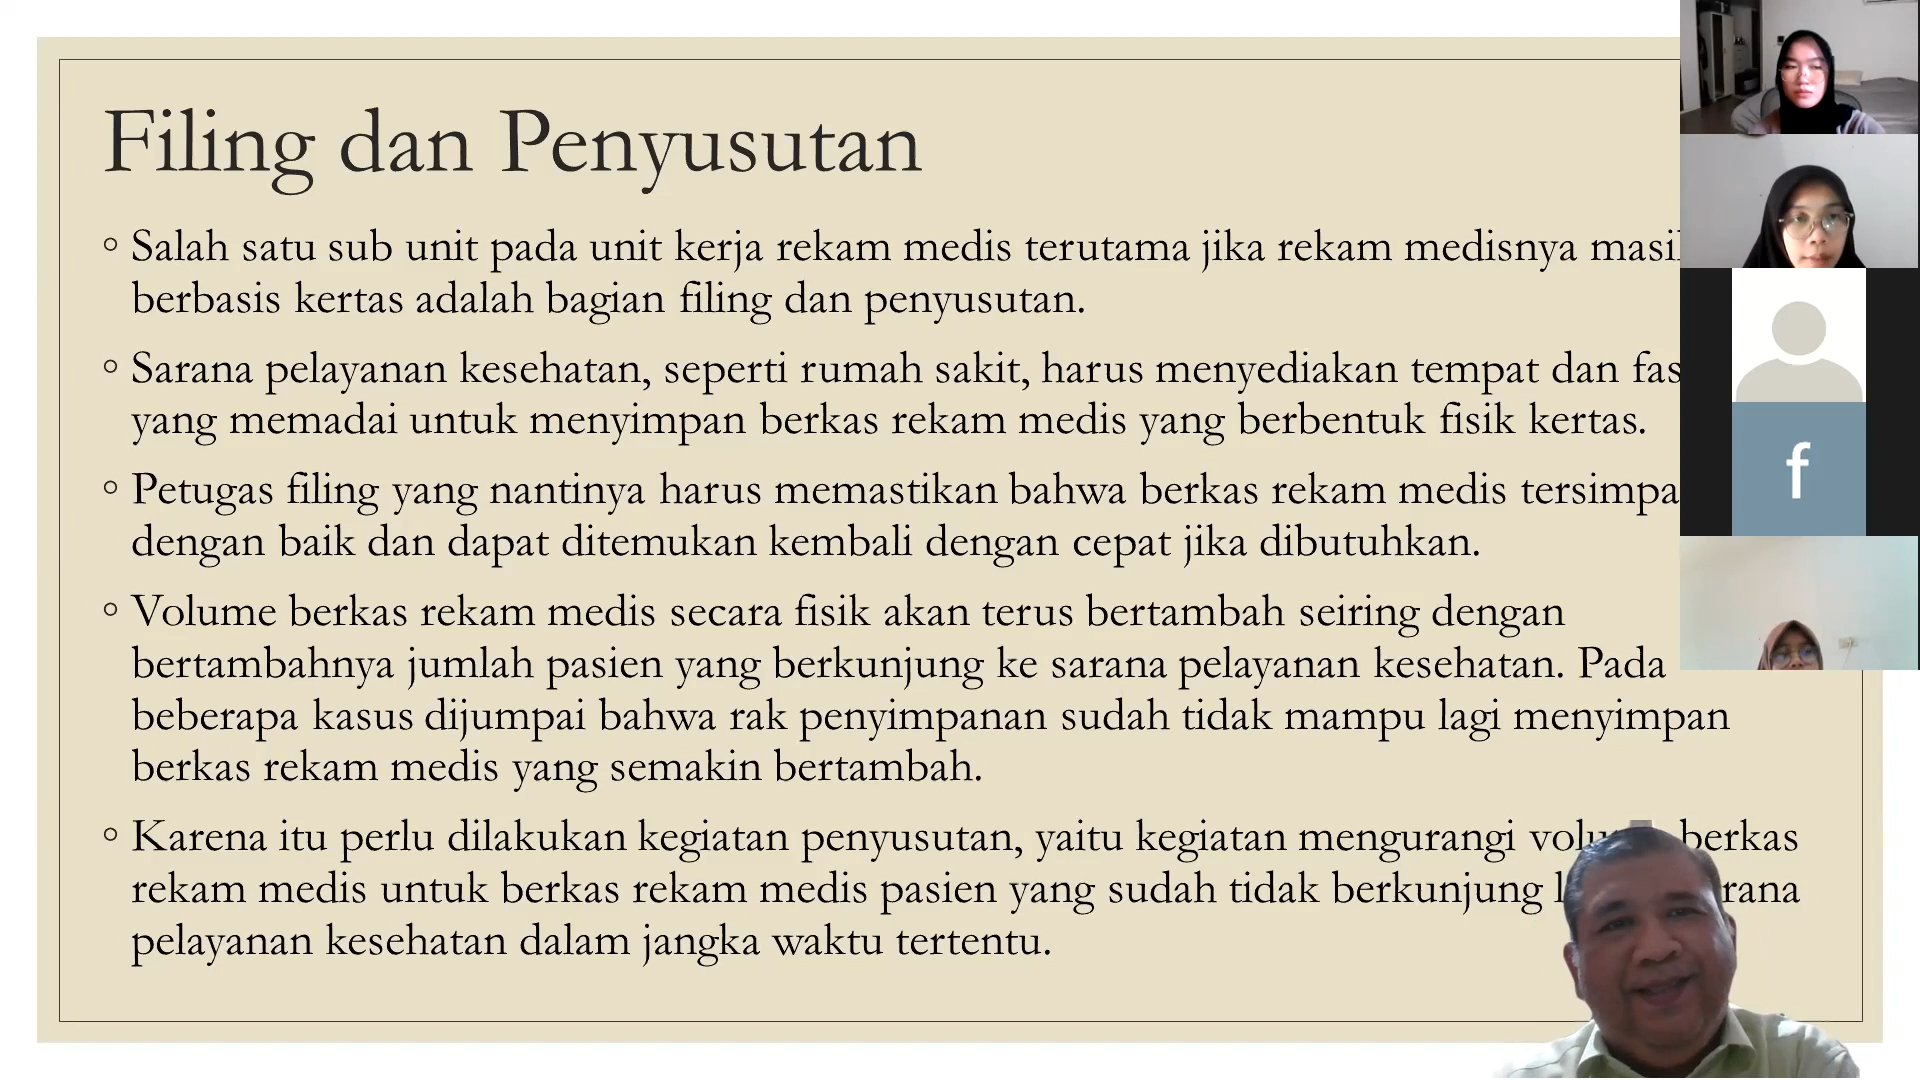 Filing dan Penyusutan
◦ Salah satu sub unit pada unit kerja rekam medis terutama jika rekam medisnya
berbasis kertas adalah bagian filing dan penyusutan.
◦ Sarana pelayanan kesehatan, seperti rumah sakit, harus menyediakan tempat dan
yang memadai untuk menyimpan berkas rekam medis yang berbentuk fisik kertas.
◦ Petugas filing yang nantinya harus memastikan bahwa berkas rekam medis
dengan baik dan dapat ditemukan kembali dengan cepat jika dibutuhkan.
◦ Volume berkas rekam medis secara fisik akan terus bertambah seiring dengan
bertambahnya jumlah pasien yang berkunjung ke sarana pelayanan kesehatan. Pada
beberapa kasus dijumpai bahwa rak penyimpanan sudah tidak mampu lagi menyimpan
berkas rekam medis yang semakin bertambah.
◦ Karena itu perlu dilakukan kegiatan penyusutan, yaitu kegiatan mengurangi berkas
rekam medis untuk berkas rekam medis pasien yang sudah tidak berkunjung
pelayanan kesehatan dalam jangka waktu tertentu.
f